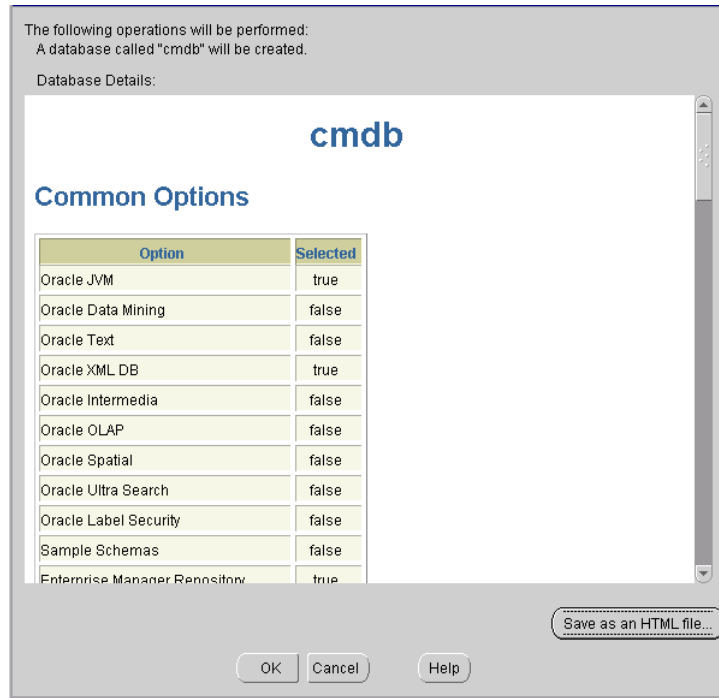 The following operations will be performed:
A database called "cmdb" will be created.
Database Details:
cmdb
Common Options
Option Selected
Oracle JVM true
Oracle Data Mining false
Oracle Text false
Oracle XML DB true
Oracle Intermedia false
Oracle OLAP false
Oracle Spatial false
Oracle Ultra Search false
Oracle Label Security false
Sample Schemas false
Enterprise Manager Repository true
Save as an HTML file...
OK Cancel Help